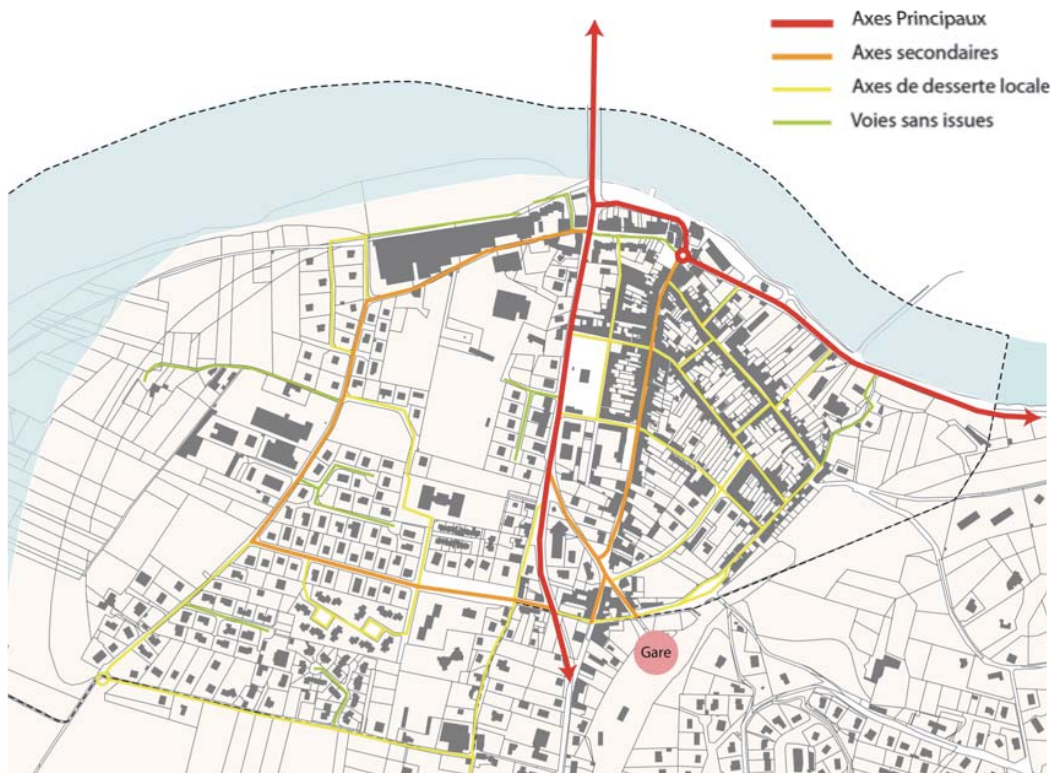 Axes Principaux
Axes secondaires
Axes de desserte locale
Voies sans issues
Gare